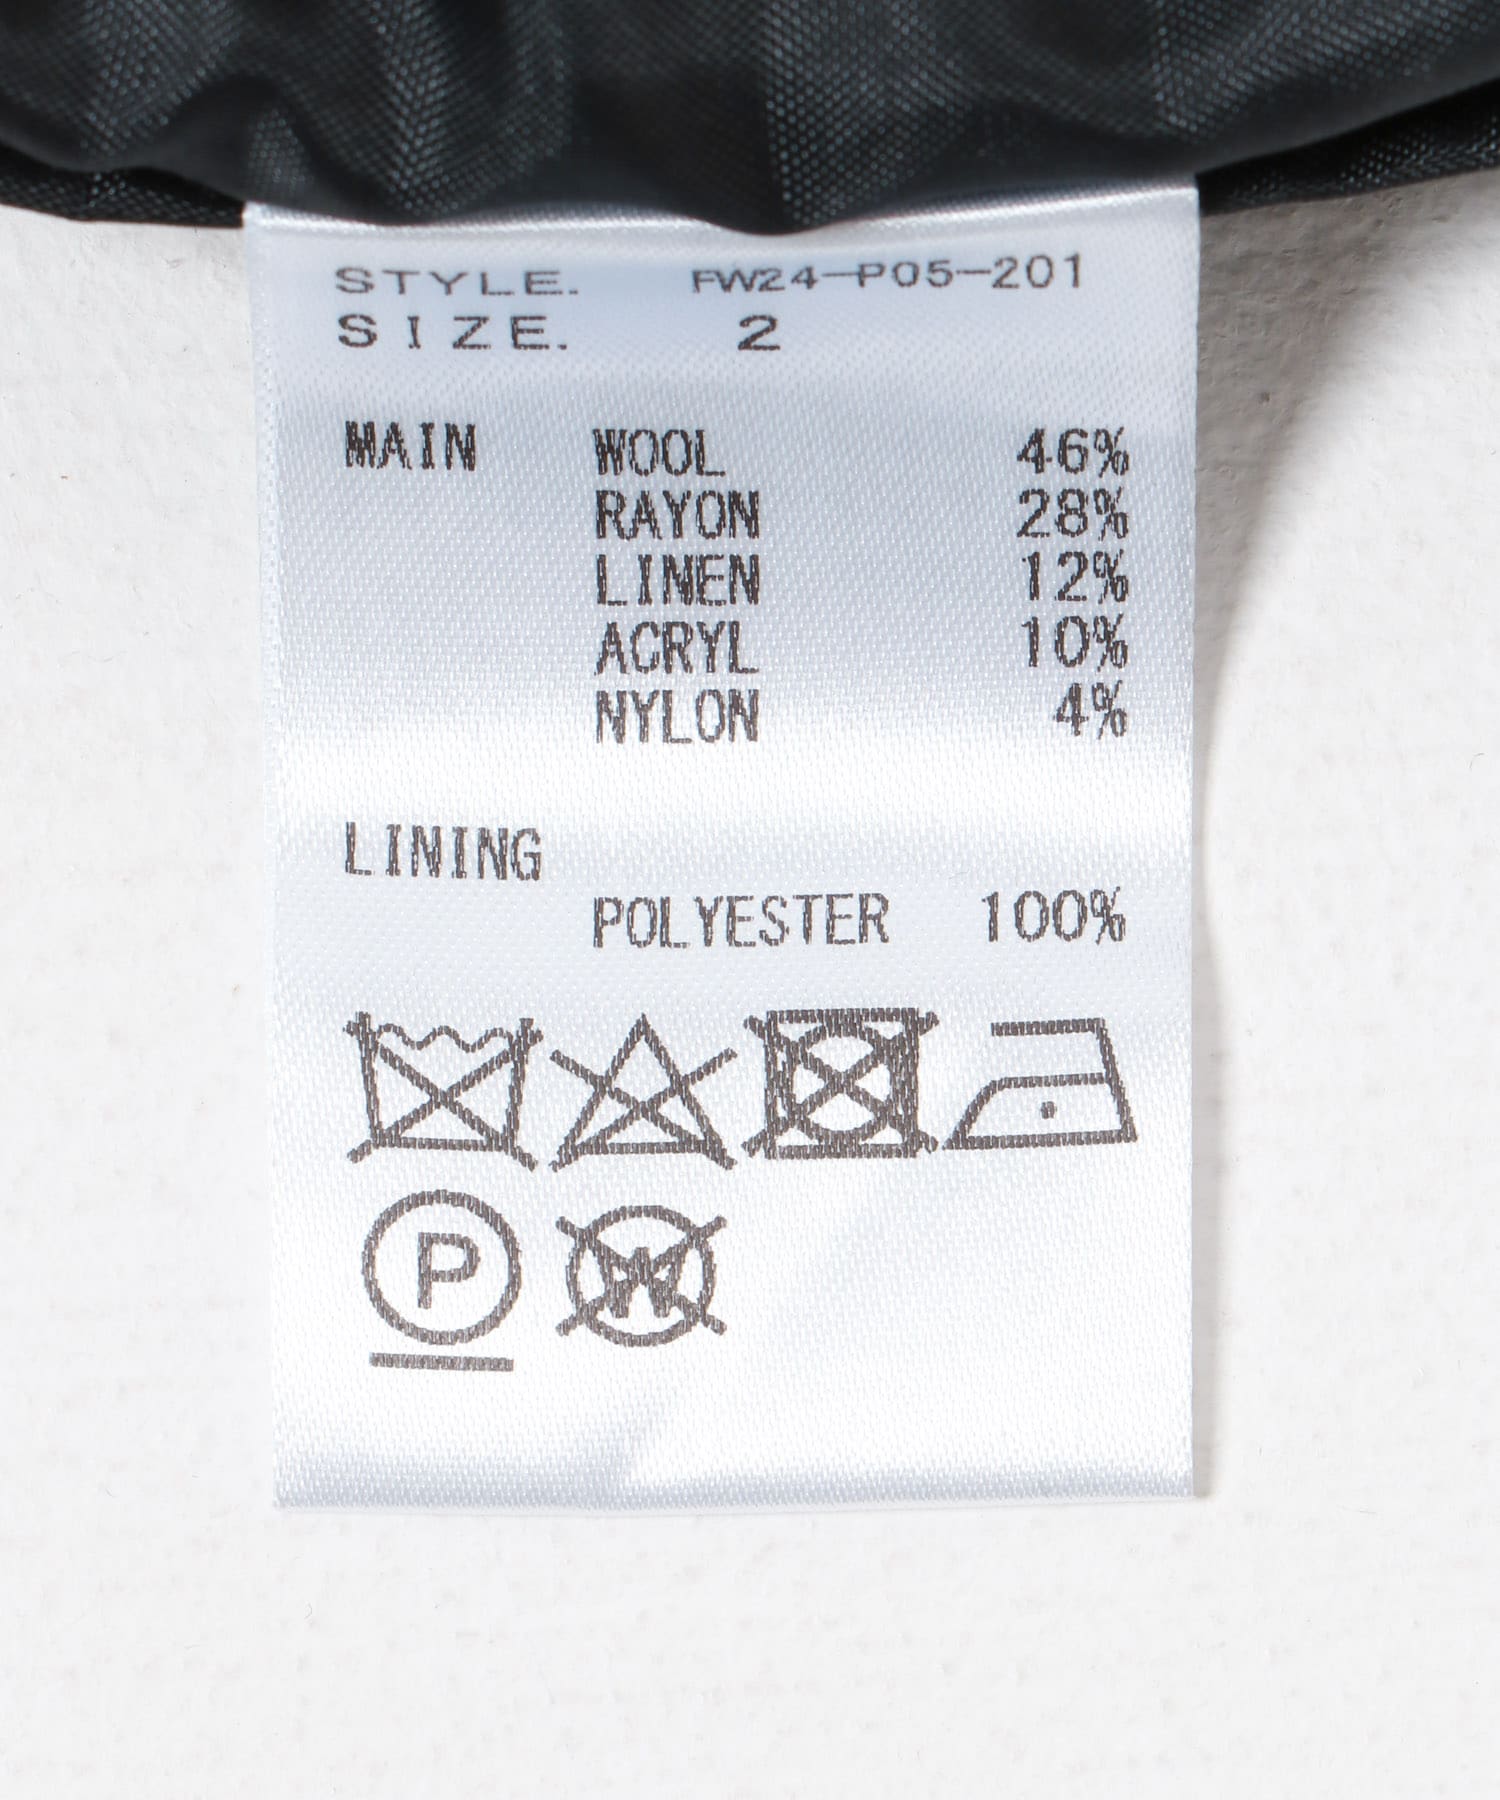 STYLE. FW24-P05-201
SIZE. 2
MAIN WOOL 46%
RAYON 28%
LINEN 12%
ACRYL 10%
NYLON 4%
LINING
POLYESTER 100%
P W